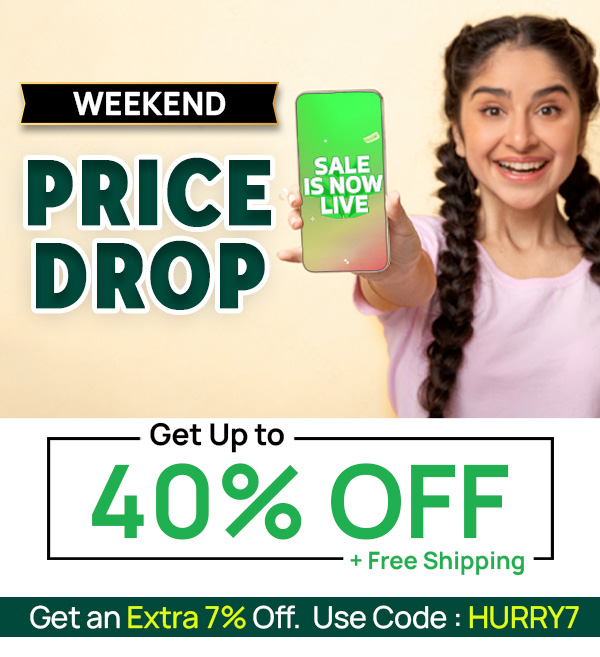 WEEKEND
PRICE
DROP
SALE
IS NOW
LIVE
Get Up to
40% OFF
+ Free Shipping
Get an Extra 7% Off. Use Code : HURRY7